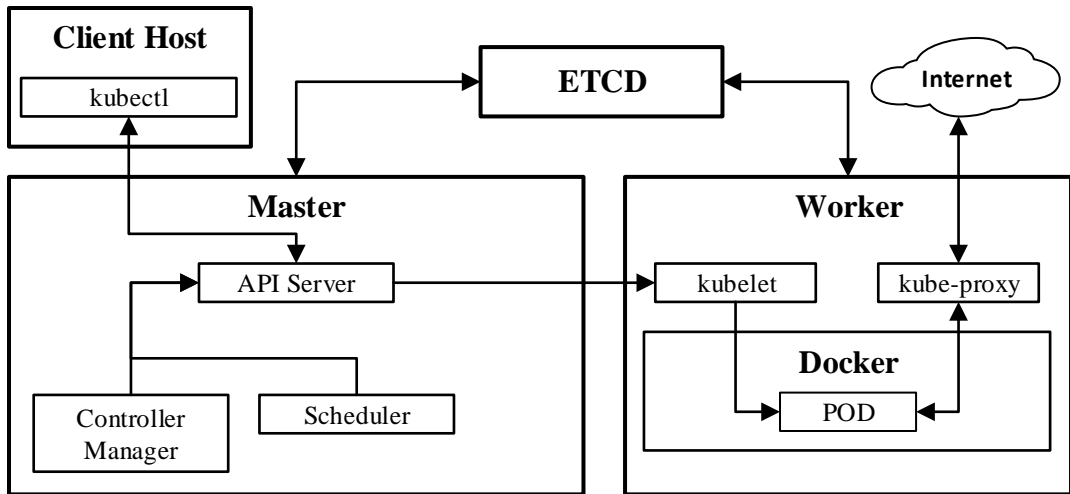 Client Host
kubectl
ETCD
Internet
Master
API Server
Controller
Manager
Scheduler
Worker
kubelet
kube-proxy
Docker
POD